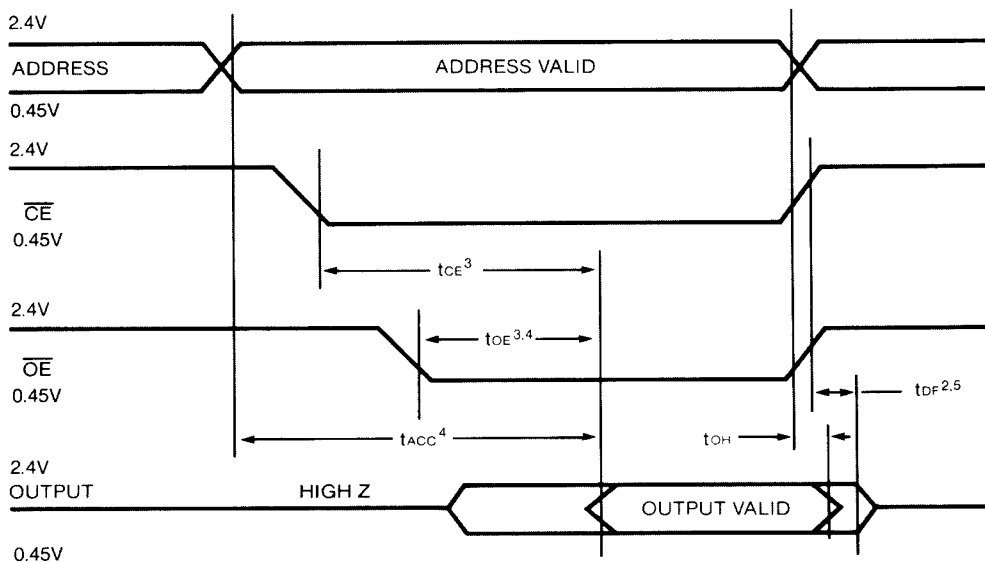 2.4V
ADDRESS
ADDRESS VALID
0.45V
2.4V
CE
0.45V
tCE3
2.4V
tOE3,4
OE
0.45V
tDF2,5
tACC4
tOH
2.4V
OUTPUT
HIGH Z
OUTPUT VALID
0.45V